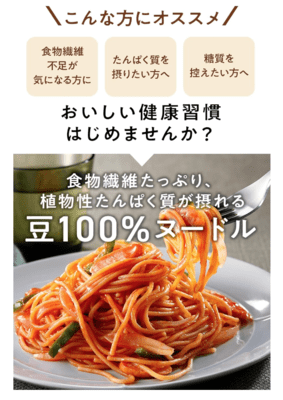 こんな方にオススメ
食物繊維
不足が
気になる方に
たんぱく質を
摂りたい方へ
糖質を
控えたい方へ
おいしい健康習慣
はじめませんか？
食物繊維たっぷり、
植物性たんぱく質が摂れる
豆100%ヌードル